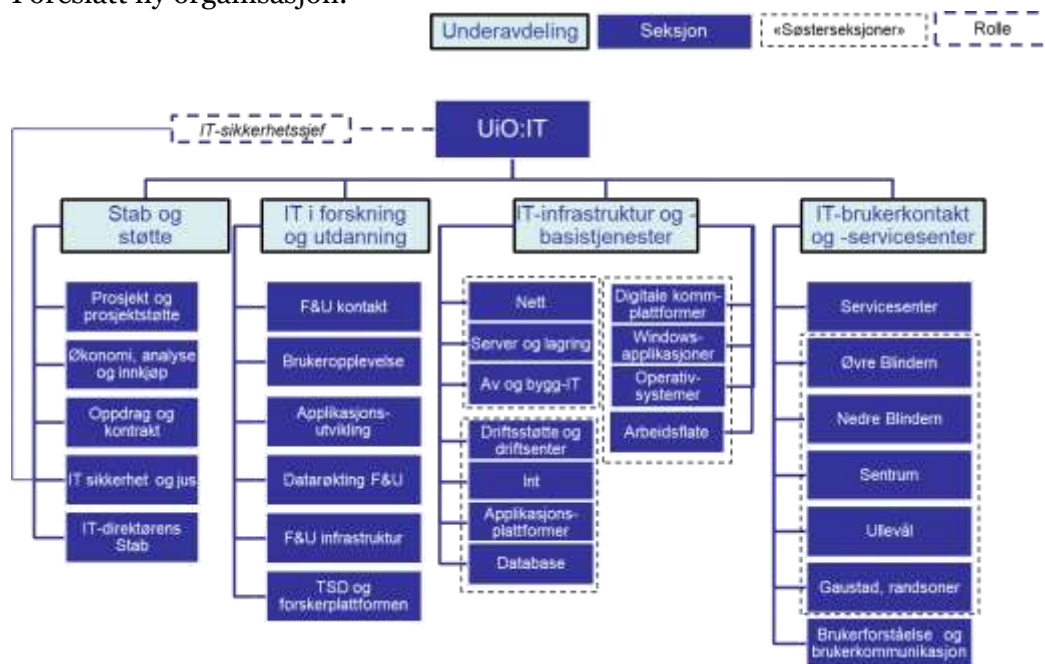 Foreslått ny organisasjon:
Underavdeling
Seksjon
«Søsterseksjoner»
Rolle
IT-sikkerhetssjef
UiO:IT
Stab og
støtte
Prosjekt og
prosjektstøtte
Økonomi, analyse
og innkjøp
Oppdrag og
kontrakt
IT sikkerhet og jus
IT-direktørens
Stab
IT i forskning
og utdanning
F&U kontakt
Brukeropplevelse
Applikasjons-
utvikling
Datarøkting F&U
F&U infrastruktur
TSD og
forskerplattformen
IT-infrastruktur og -
basistjenester
Nett
Server og lagring
Av og bygg-IT
Driftsstøtte og
driftsenter
Int
Applikasjons-
plattformer
Database
Digitale komm-
plattformer
Windows-
applikasjoner
Operativ-
systemer
Arbeidsflate
IT-brukerkontakt
og -servicesenter
Servicesenter
Øvre Blindern
Nedre Blindern
Sentrum
Ullevål
Gaustad, randsoner
Brukerforståelse og
brukerkommunikasjon